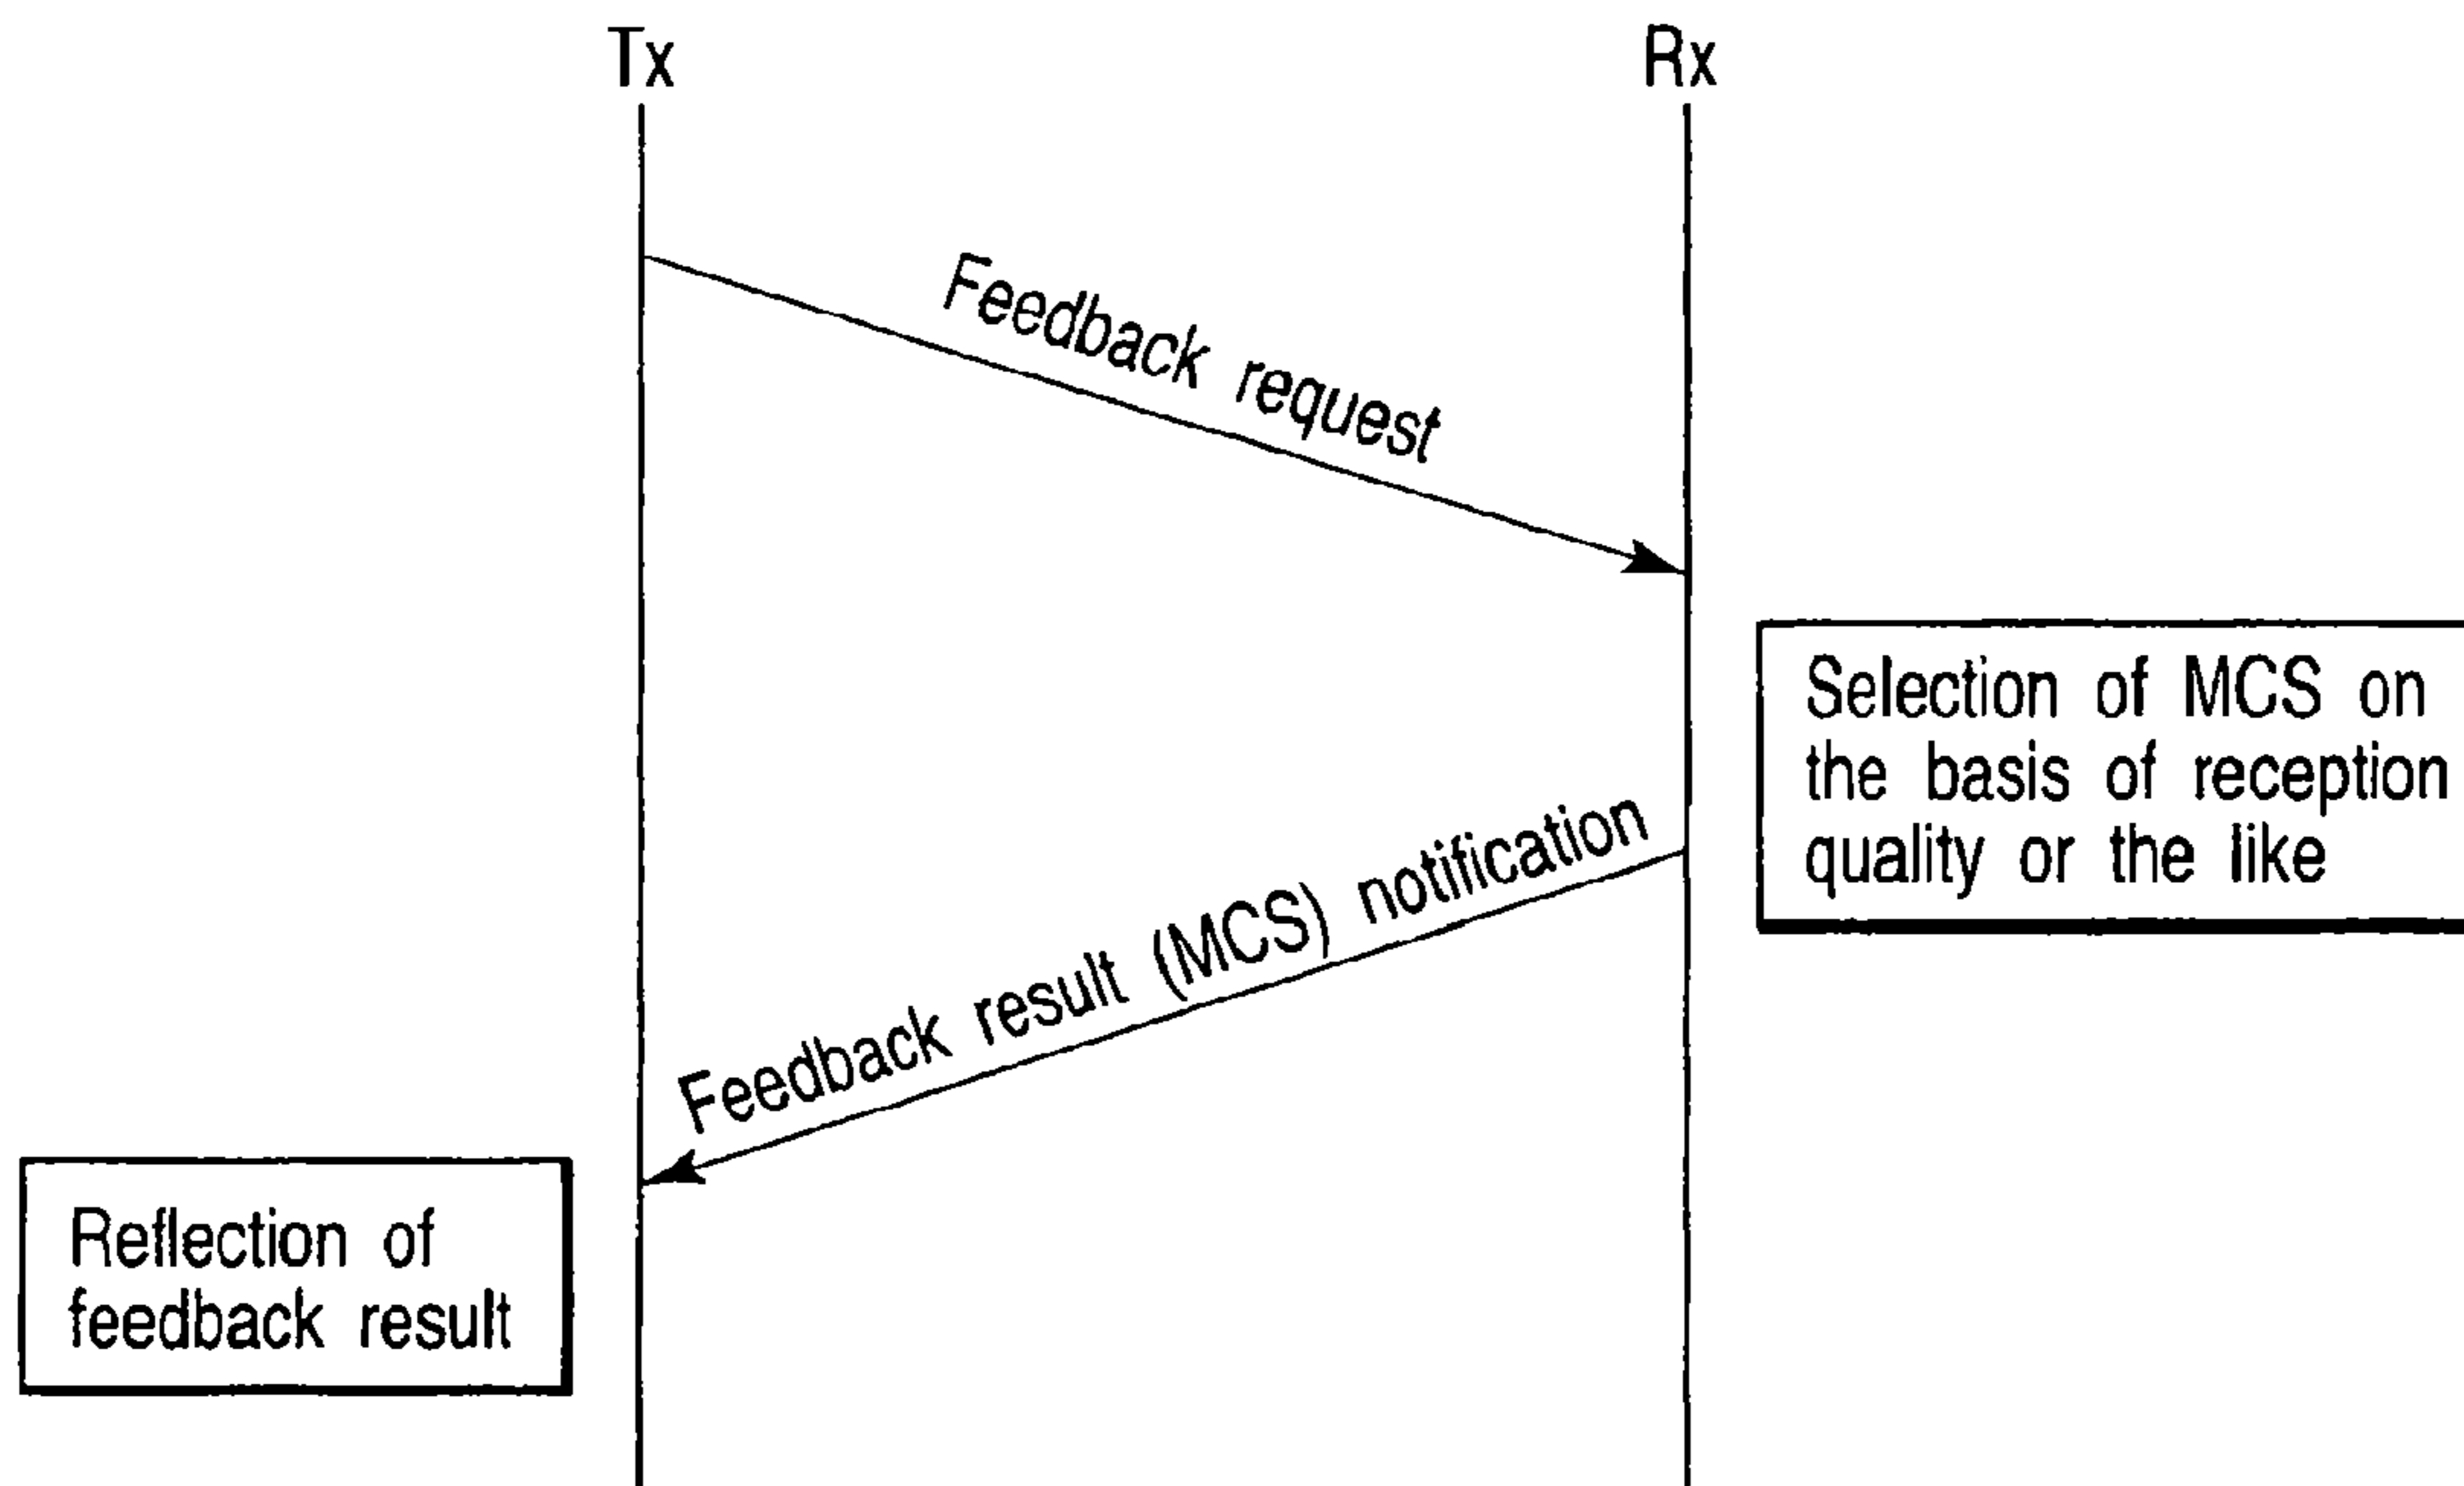 Tx
Rx
Feedback request
Selection of MCS on
the basis of reception
quality or the like
Feedback result (MCS) notification
Reflection of
feedback result